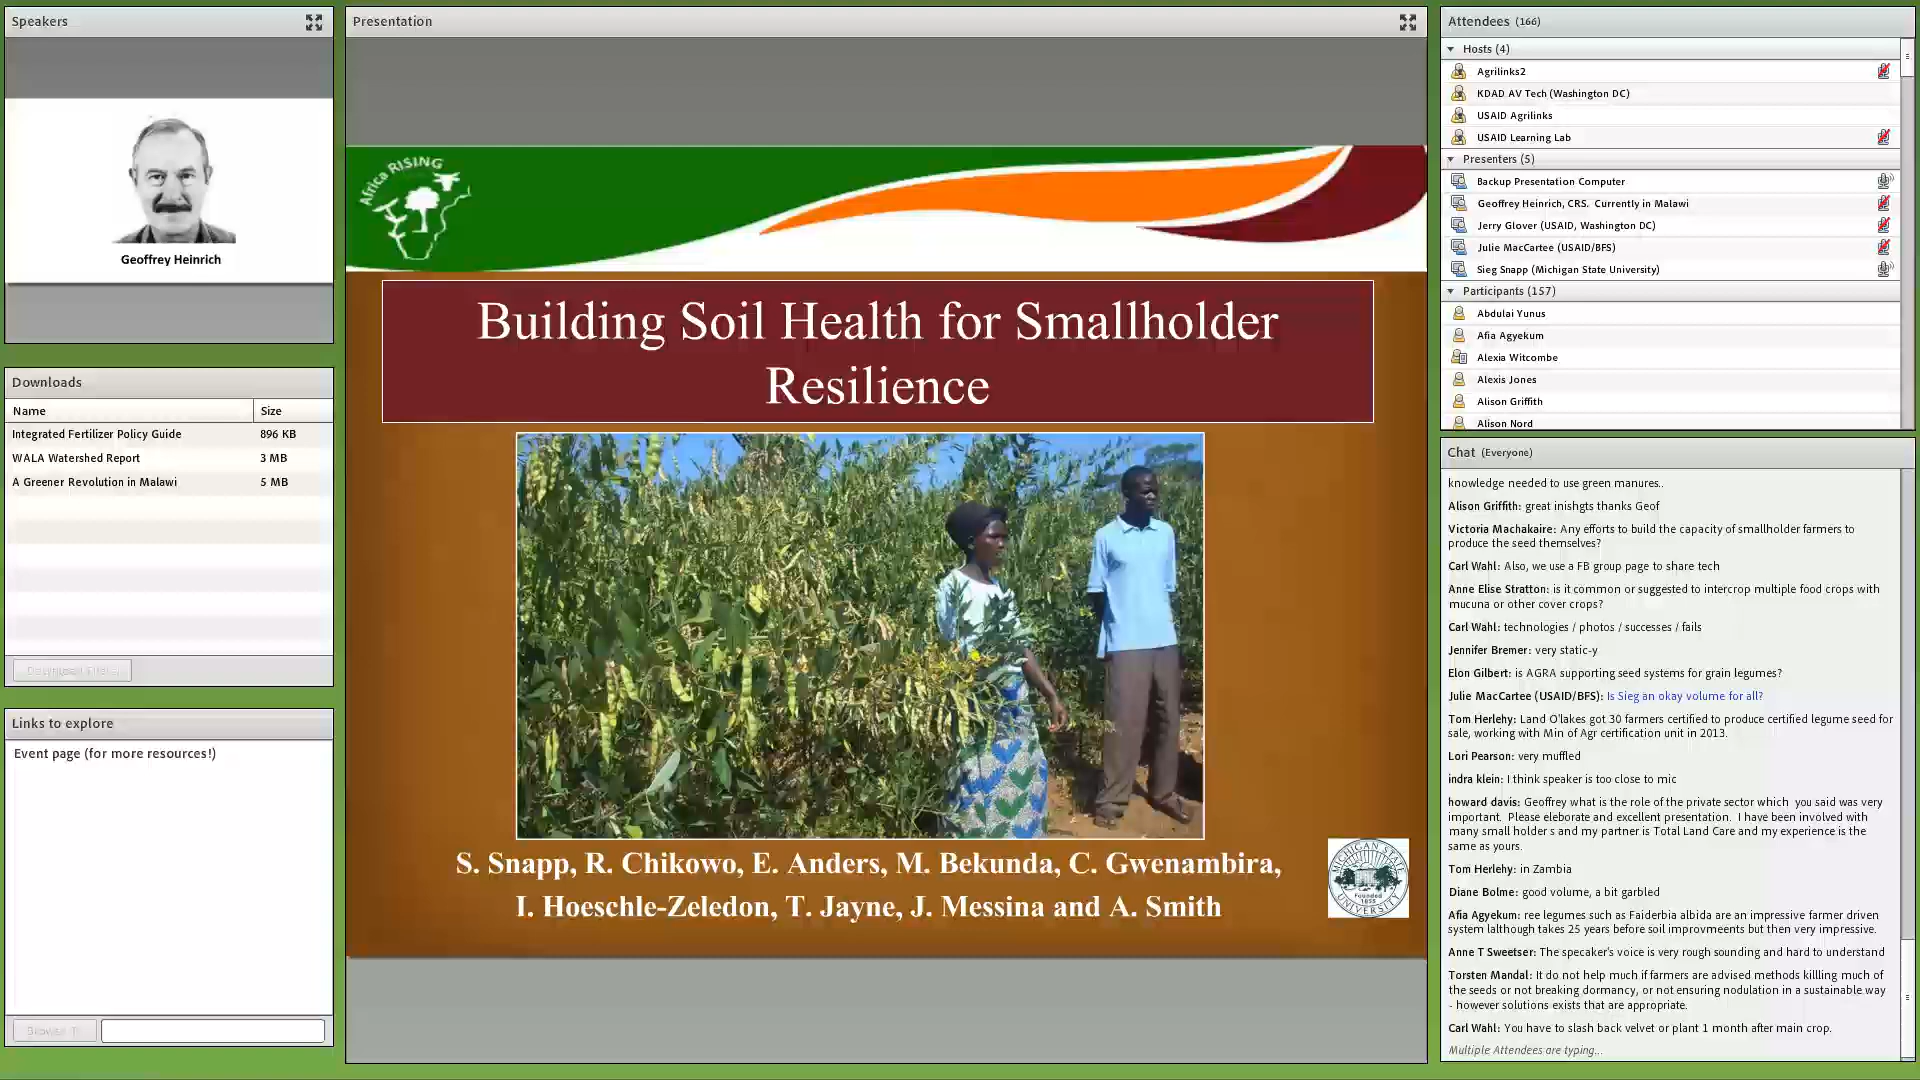 Speakers
Geoffrey Heinrich
Downloads
Name Size
Integrated Fertilizer Policy Guide 896 KB
WALA Watershed Report 3 MB
A Greener Revolution in Malawi 5 MB
Download File(s)
Links to explore
Event page (for more resources!)
Browse To
Presentation
Africa RISING
Building Soil Health for Smallholder
Resilience
S. Snapp, R. Chikowo, E. Anders, M. Bekunda, C. Gwenambira,
I. Hoeschle-Zeledon, T. Jayne, J. Messina and A. Smith
MICHIGAN STATE
UNIVERSITY
Founded
1855
Attendees (166)
Hosts (4)
Agrilinks2
KDAD AV Tech (Washington DC)
USAID Agrilinks
USAID Learning Lab
Presenters (5)
Backup Presentation Computer
Geoffrey Heinrich, CRS. Currently in Malawi
Jerry Glover (USAID, Washington DC)
Julie MacCartee (USAID/BFS)
Sieg Snapp (Michigan State University)
Participants (157)
Abdulai Yunus
Afia Agyekum
Alexia Witcombe
Alexis Jones
Alison Griffith
Alison Nord
Chat (Everyone)
knowledge needed to use green manures..
Alison Griffith: great inishgts thanks Geof
Victoria Machakaire: Any efforts to build the capacity of smallholder farmers to
produce the seed themselves?
Carl Wahl: Also, we use a FB group page to share tech
Anne Elise Stratton: is it common or suggested to intercrop multiple food crops with
mucuna or other cover crops?
Carl Wahl: technologies / photos / successes / fails
Jennifer Bremer: very static-y
Elon Gilbert: is AGRA supporting seed systems for grain legumes?
Julie MacCartee (USAID/BFS): Is Sieg an okay volume for all?
Tom Herlehy: Land O'lakes got 30 farmers certified to produce certified legume seed for
sale, working with Min of Agr certification unit in 2013.
Lori Pearson: very muffled
indra klein: I think speaker is too close to mic
howard davis: Geoffrey what is the role of the private sector which you said was very
important. Please eleborate and excellent presentation. I have been involved with
many small holder s and my partner is Total Land Care and my experience is the
same as yours.
Tom Herlehy: in Zambia
Diane Bolme: good volume, a bit garbled
Afia Agyekum: ree legumes such as Faiderbia albida are an impressive farmer driven
system lalthough takes 25 years before soil improvmeents but then very impressive.
Anne T Sweetser: The specaker's voice is very rough sounding and hard to understand
Torsten Mandal: It do not help much if farmers are advised methods killling much of
the seeds or not breaking dormancy, or not ensuring nodulation in a sustainable way
- however solutions exists that are appropriate.
Carl Wahl: You have to slash back velvet or plant 1 month after main crop.
Multiple Attendees are typing...